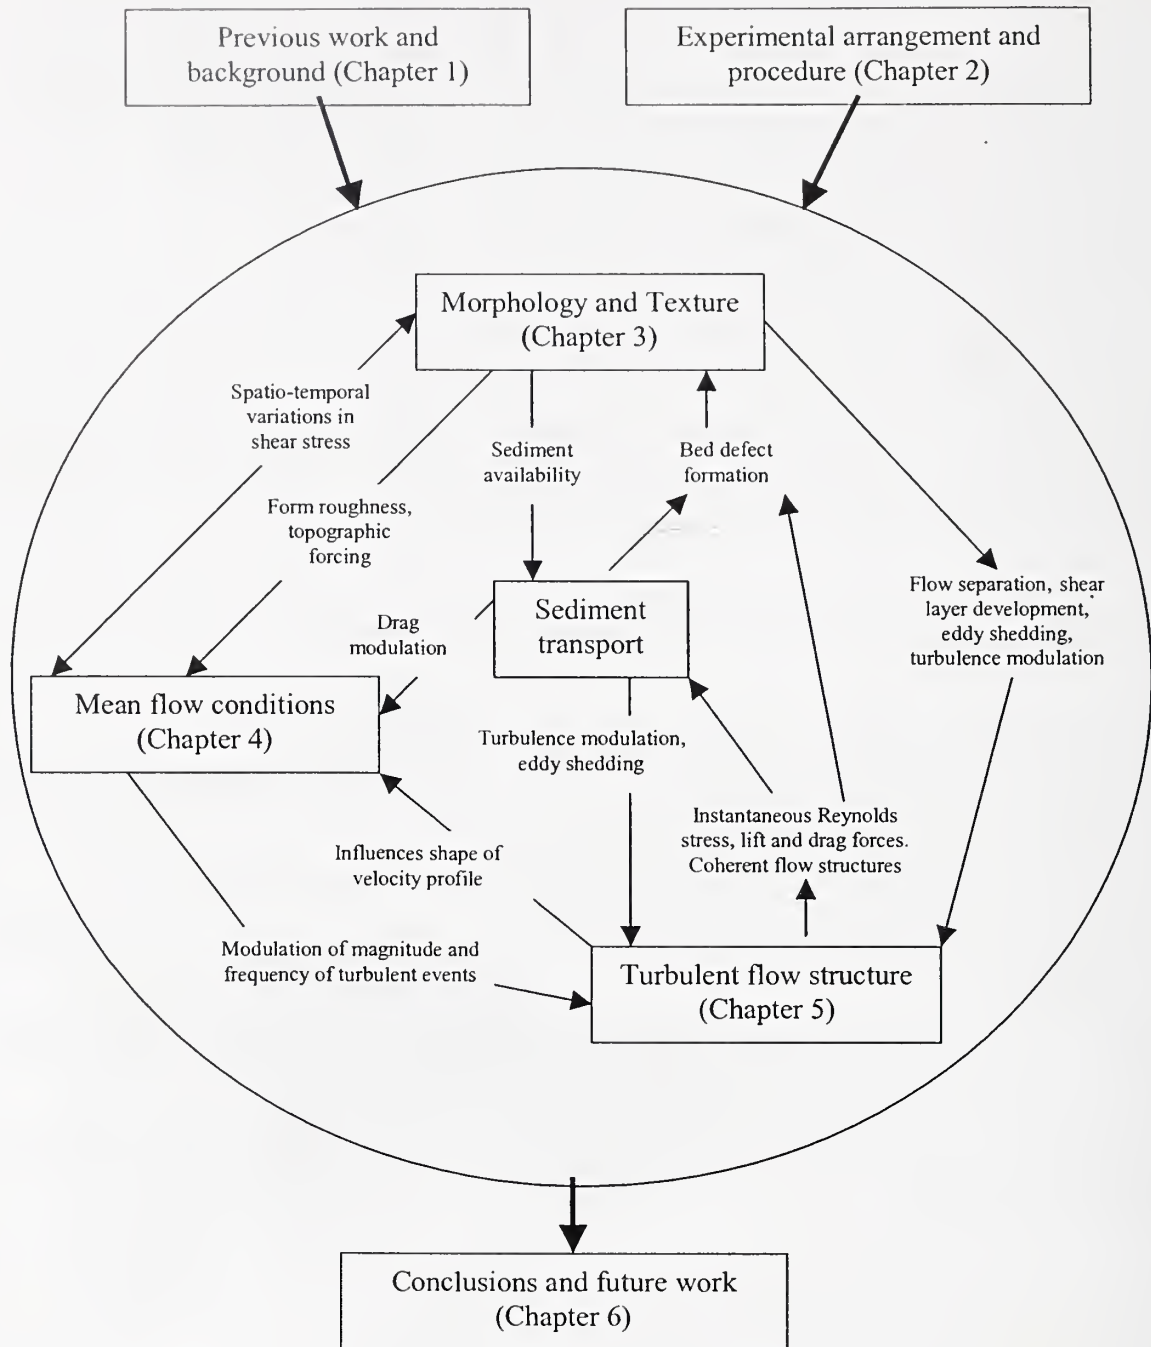 Previous work and
background (Chapter 1)
Experimental arrangement and
procedure (Chapter 2)
Morphology and Texture
(Chapter 3)
Spatio-temporal
variations in
shear stress
Sediment
availability
Bed defect
formation
Form roughness,
topographic
forcing
Flow separation, shear
layer development,
eddy shedding,
turbulence modulation
Drag
modulation
Sediment
transport
Mean flow conditions
(Chapter 4)
Turbulence modulation,
eddy shedding
Instantaneous Reynolds
stress, lift and drag forces.
Coherent flow structures
Influences shape of
velocity profile
Modulation of magnitude and
frequency of turbulent events
Turbulent flow structure
(Chapter 5)
Conclusions and future work
(Chapter 6)